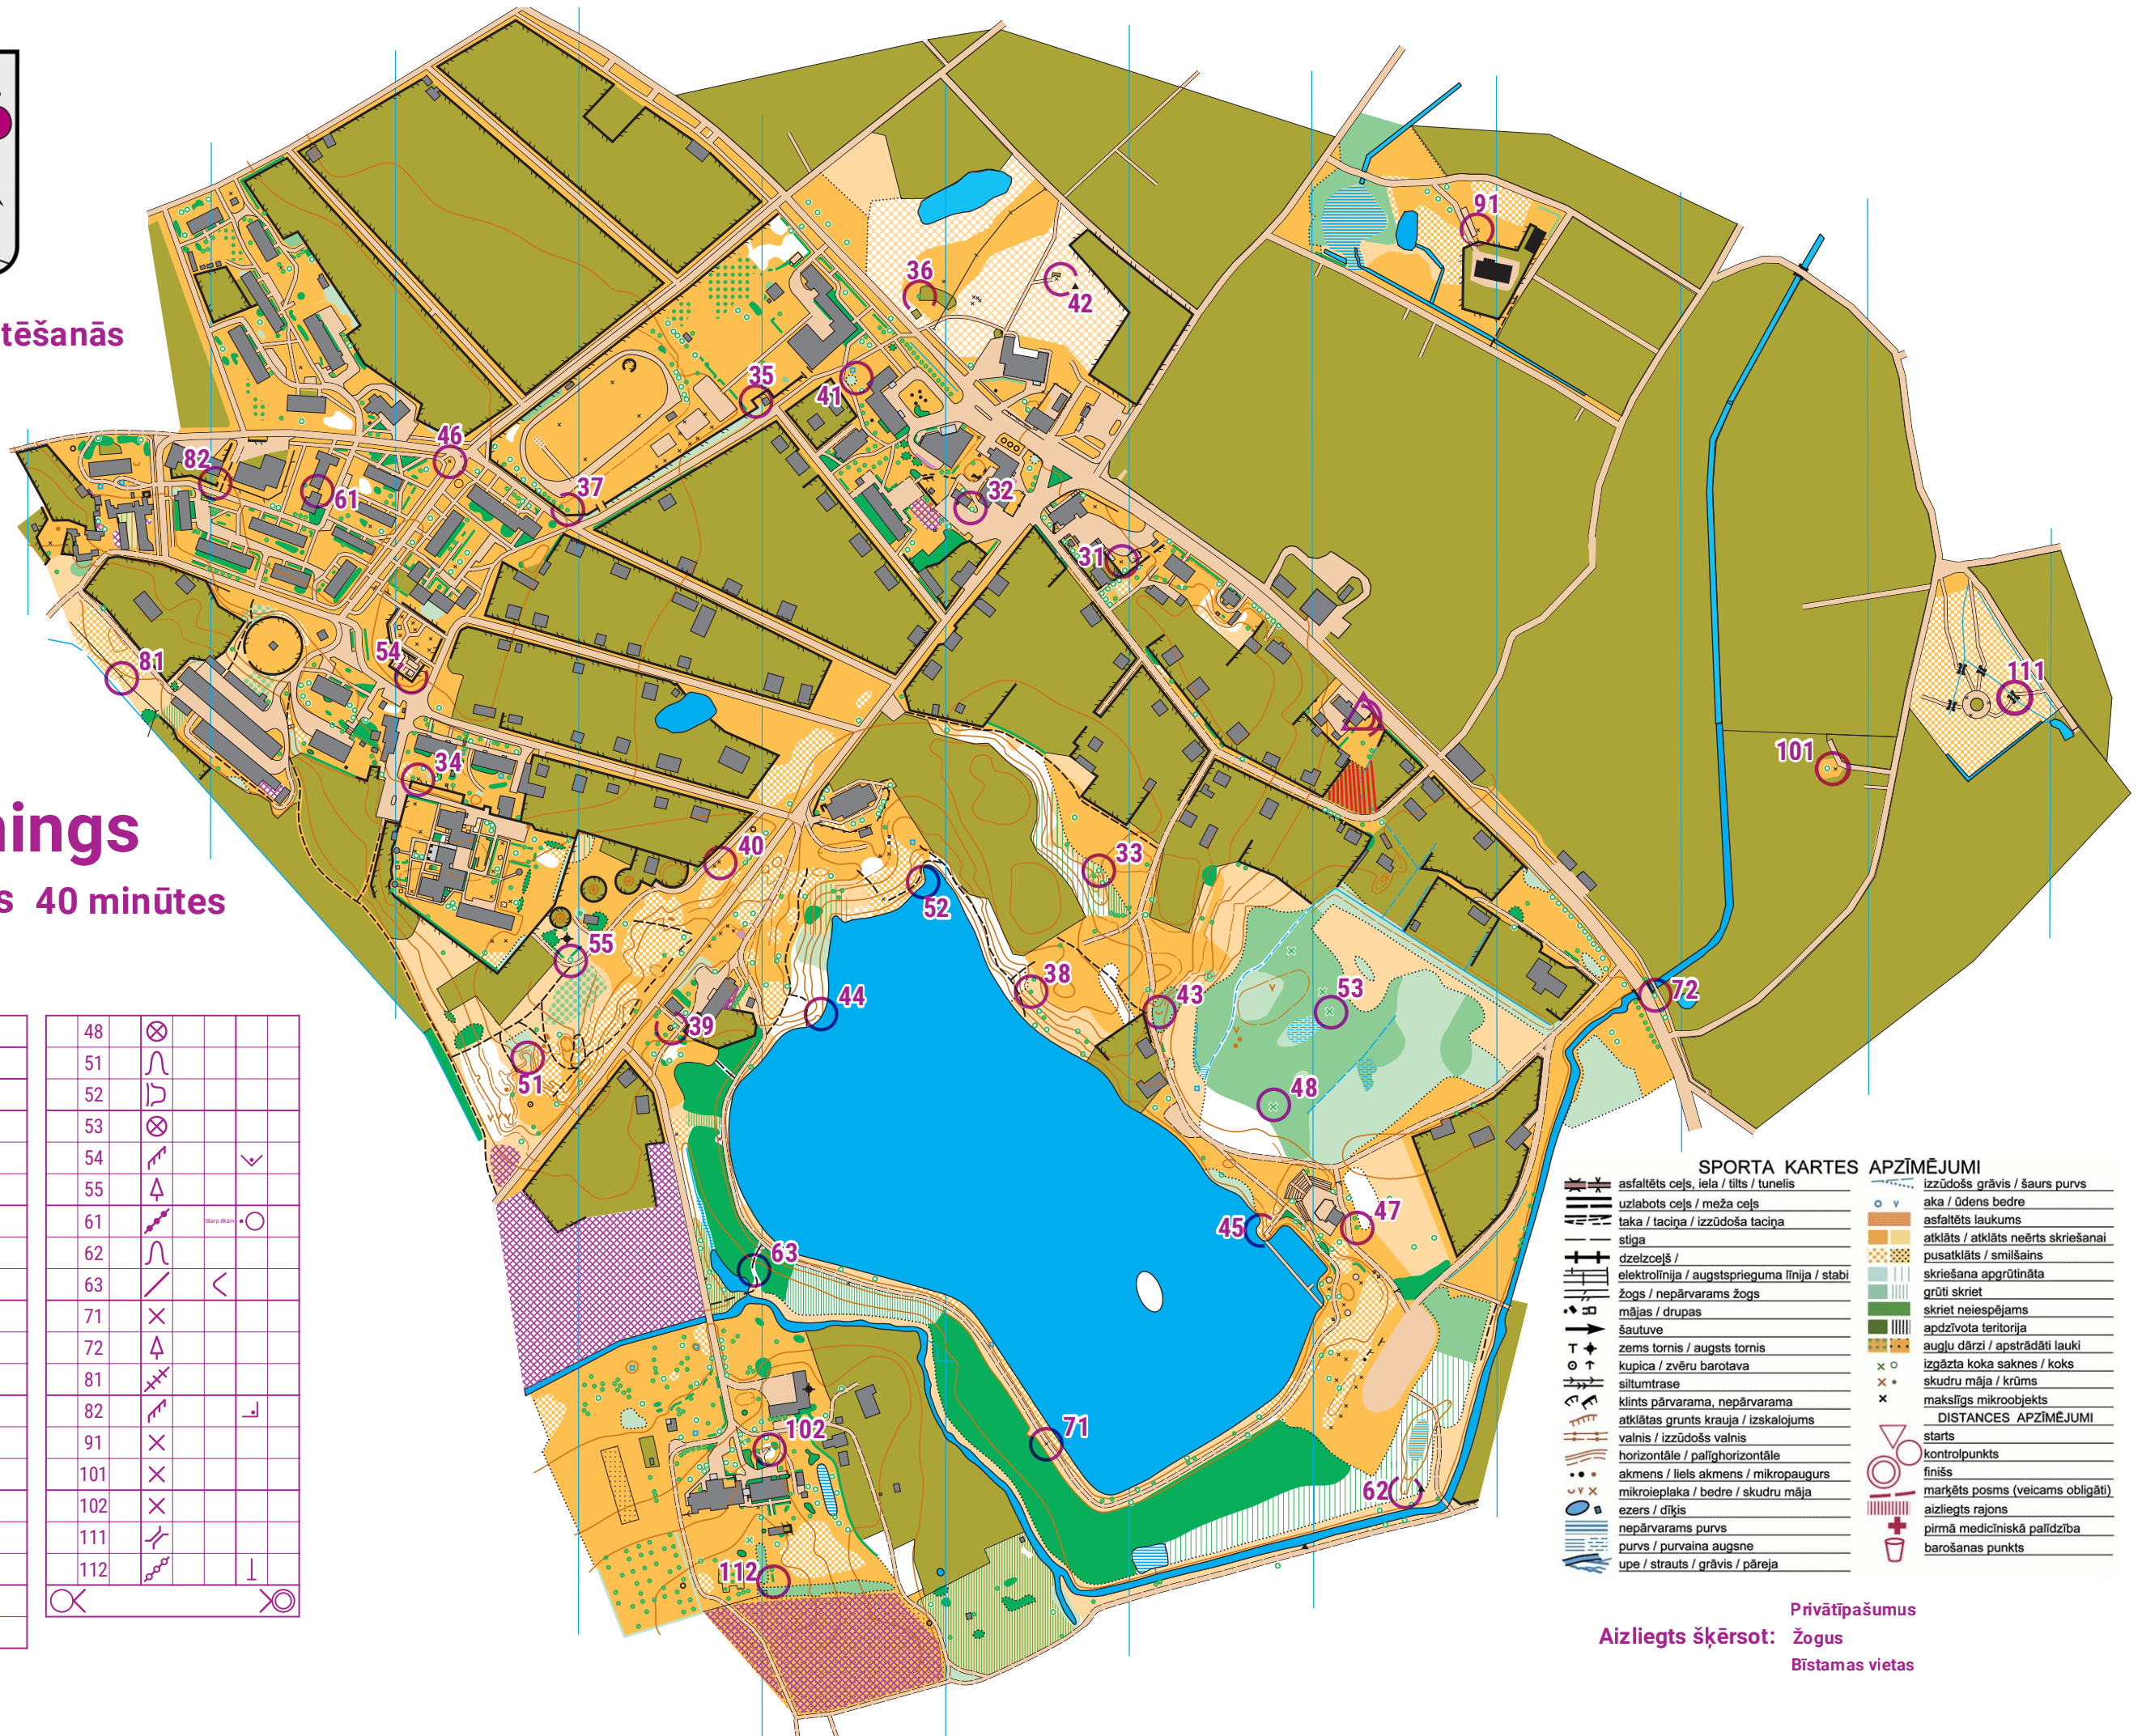 tēšanās
nings
s 40 minūtes
91
36
42
35
41
46
82
61
37
32
31
54
81
111
101
34
40
33
52
55
38
44
43
53
72
39
51
48
47
45
63
71
102
62
112
48
51
52
53
54
55
61
62
63
71
72
81
82
91
101
102
111
112
SPORTA KARTES APZĪMĒJUMI
asfaltēts ceļš, iela / tilts / tunelis
uzlabots ceļš / meža ceļš
taka / taciņa / izzūdoša taciņa
stiga
dzelzceļš /
elektrolīnija / augstsprieguma līnija / stabi
žogs / nepārvarams žogs
mājas / drupas
šautuve
zems tornis / augsts tornis
kupica / zvēru barotava
siltumtrase
klints pārvarama, nepārvarama
atklātas grunts krauja / izskalojums
valnis / izzūdošs valnis
horizontāle / palīghorizontāle
akmens / liels akmens / mikropaugurs
mikroieplaka / bedre / skudru māja
ezers / dīķis
nepārvarams purvs
purvs / purvaina augsne
upe / strauts / grāvis / pāreja
izzūdošs grāvis / šaurs purvs
aka / ūdens bedre
asfaltēts laukums
atklāts / atklāts neērts skriešanai
pusatklāts / smilšains
skriešana apgrūtināta
grūti skriet
skriet neiespējams
apdzīvota teritorija
augļu dārzi / apstrādāti lauki
izgāzta koka saknes / koks
skudru māja / krūms
makslīgs mikroobjekts
DISTANCES APZĪMĒJUMI
starts
kontrolpunkts
finišs
marķēts posms (veicams obligāti)
aizliegts rajons
pirmā medicīniskā palīdzība
barošanas punkts
Privātīpašumus
Aizliegts šķērsot: Žogus
Bīstamas vietas